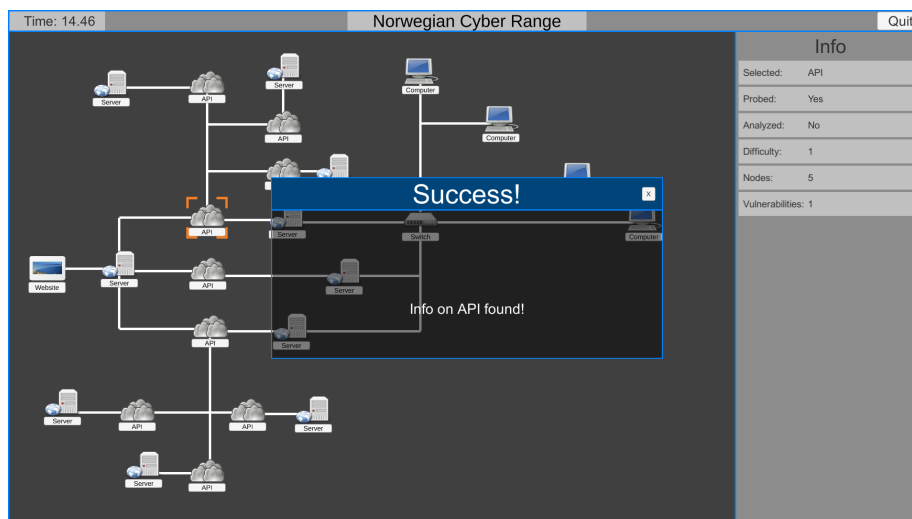 Time: 14.46
Norwegian Cyber Range
Quit
Info
Selected: API
Probed: Yes
Analyzed: No
Difficulty: 1
Nodes: 5
Vulnerabilities: 1
Server
API
Server
Computer
API
Computer
Success!
X
API
Server
Switch
Computer
Website
Server
API
Server
Info on API found!
API
Server
Server
API
API
Server
Server
API